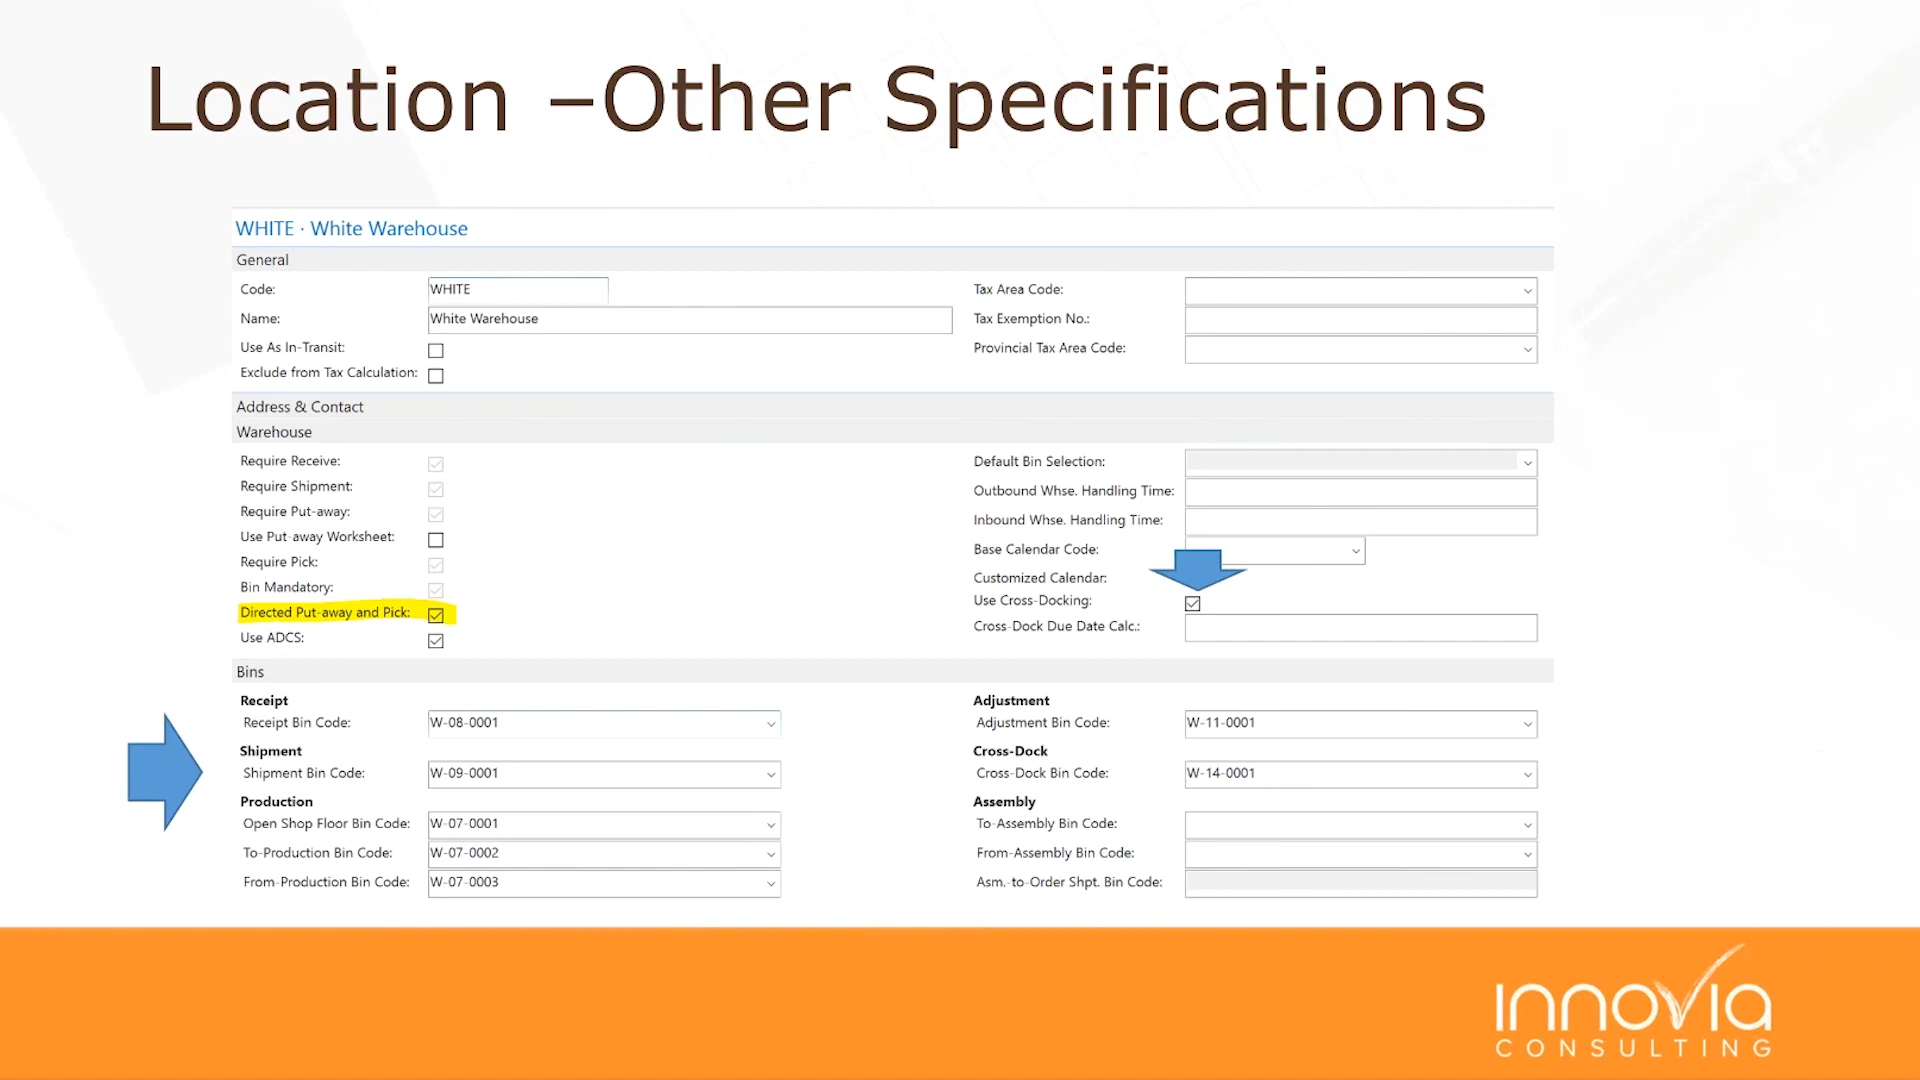 Location –Other Specifications
WHITE · White Warehouse
General
Code: WHITE
Name: White Warehouse
Use As In-Transit:
Exclude from Tax Calculation:
Tax Area Code:
Tax Exemption No.:
Provincial Tax Area Code:
Address & Contact
Warehouse
Require Receive:
Require Shipment:
Require Put-away:
Use Put-away Worksheet:
Require Pick:
Bin Mandatory:
Directed Put-away and Pick:
Use ADCS:
Default Bin Selection:
Outbound Whse. Handling Time:
Inbound Whse. Handling Time:
Base Calendar Code:
Customized Calendar:
Use Cross-Docking:
Cross-Dock Due Date Calc.:
Bins
Receipt
Receipt Bin Code: W-08-0001
Shipment
Shipment Bin Code: W-09-0001
Production
Open Shop Floor Bin Code: W-07-0001
To-Production Bin Code: W-07-0002
From-Production Bin Code: W-07-0003
Adjustment
Adjustment Bin Code: W-11-0001
Cross-Dock
Cross-Dock Bin Code: W-14-0001
Assembly
To-Assembly Bin Code:
From-Assembly Bin Code:
Asm.-to-Order Shpt. Bin Code:
INNOVIA
CONSULTING